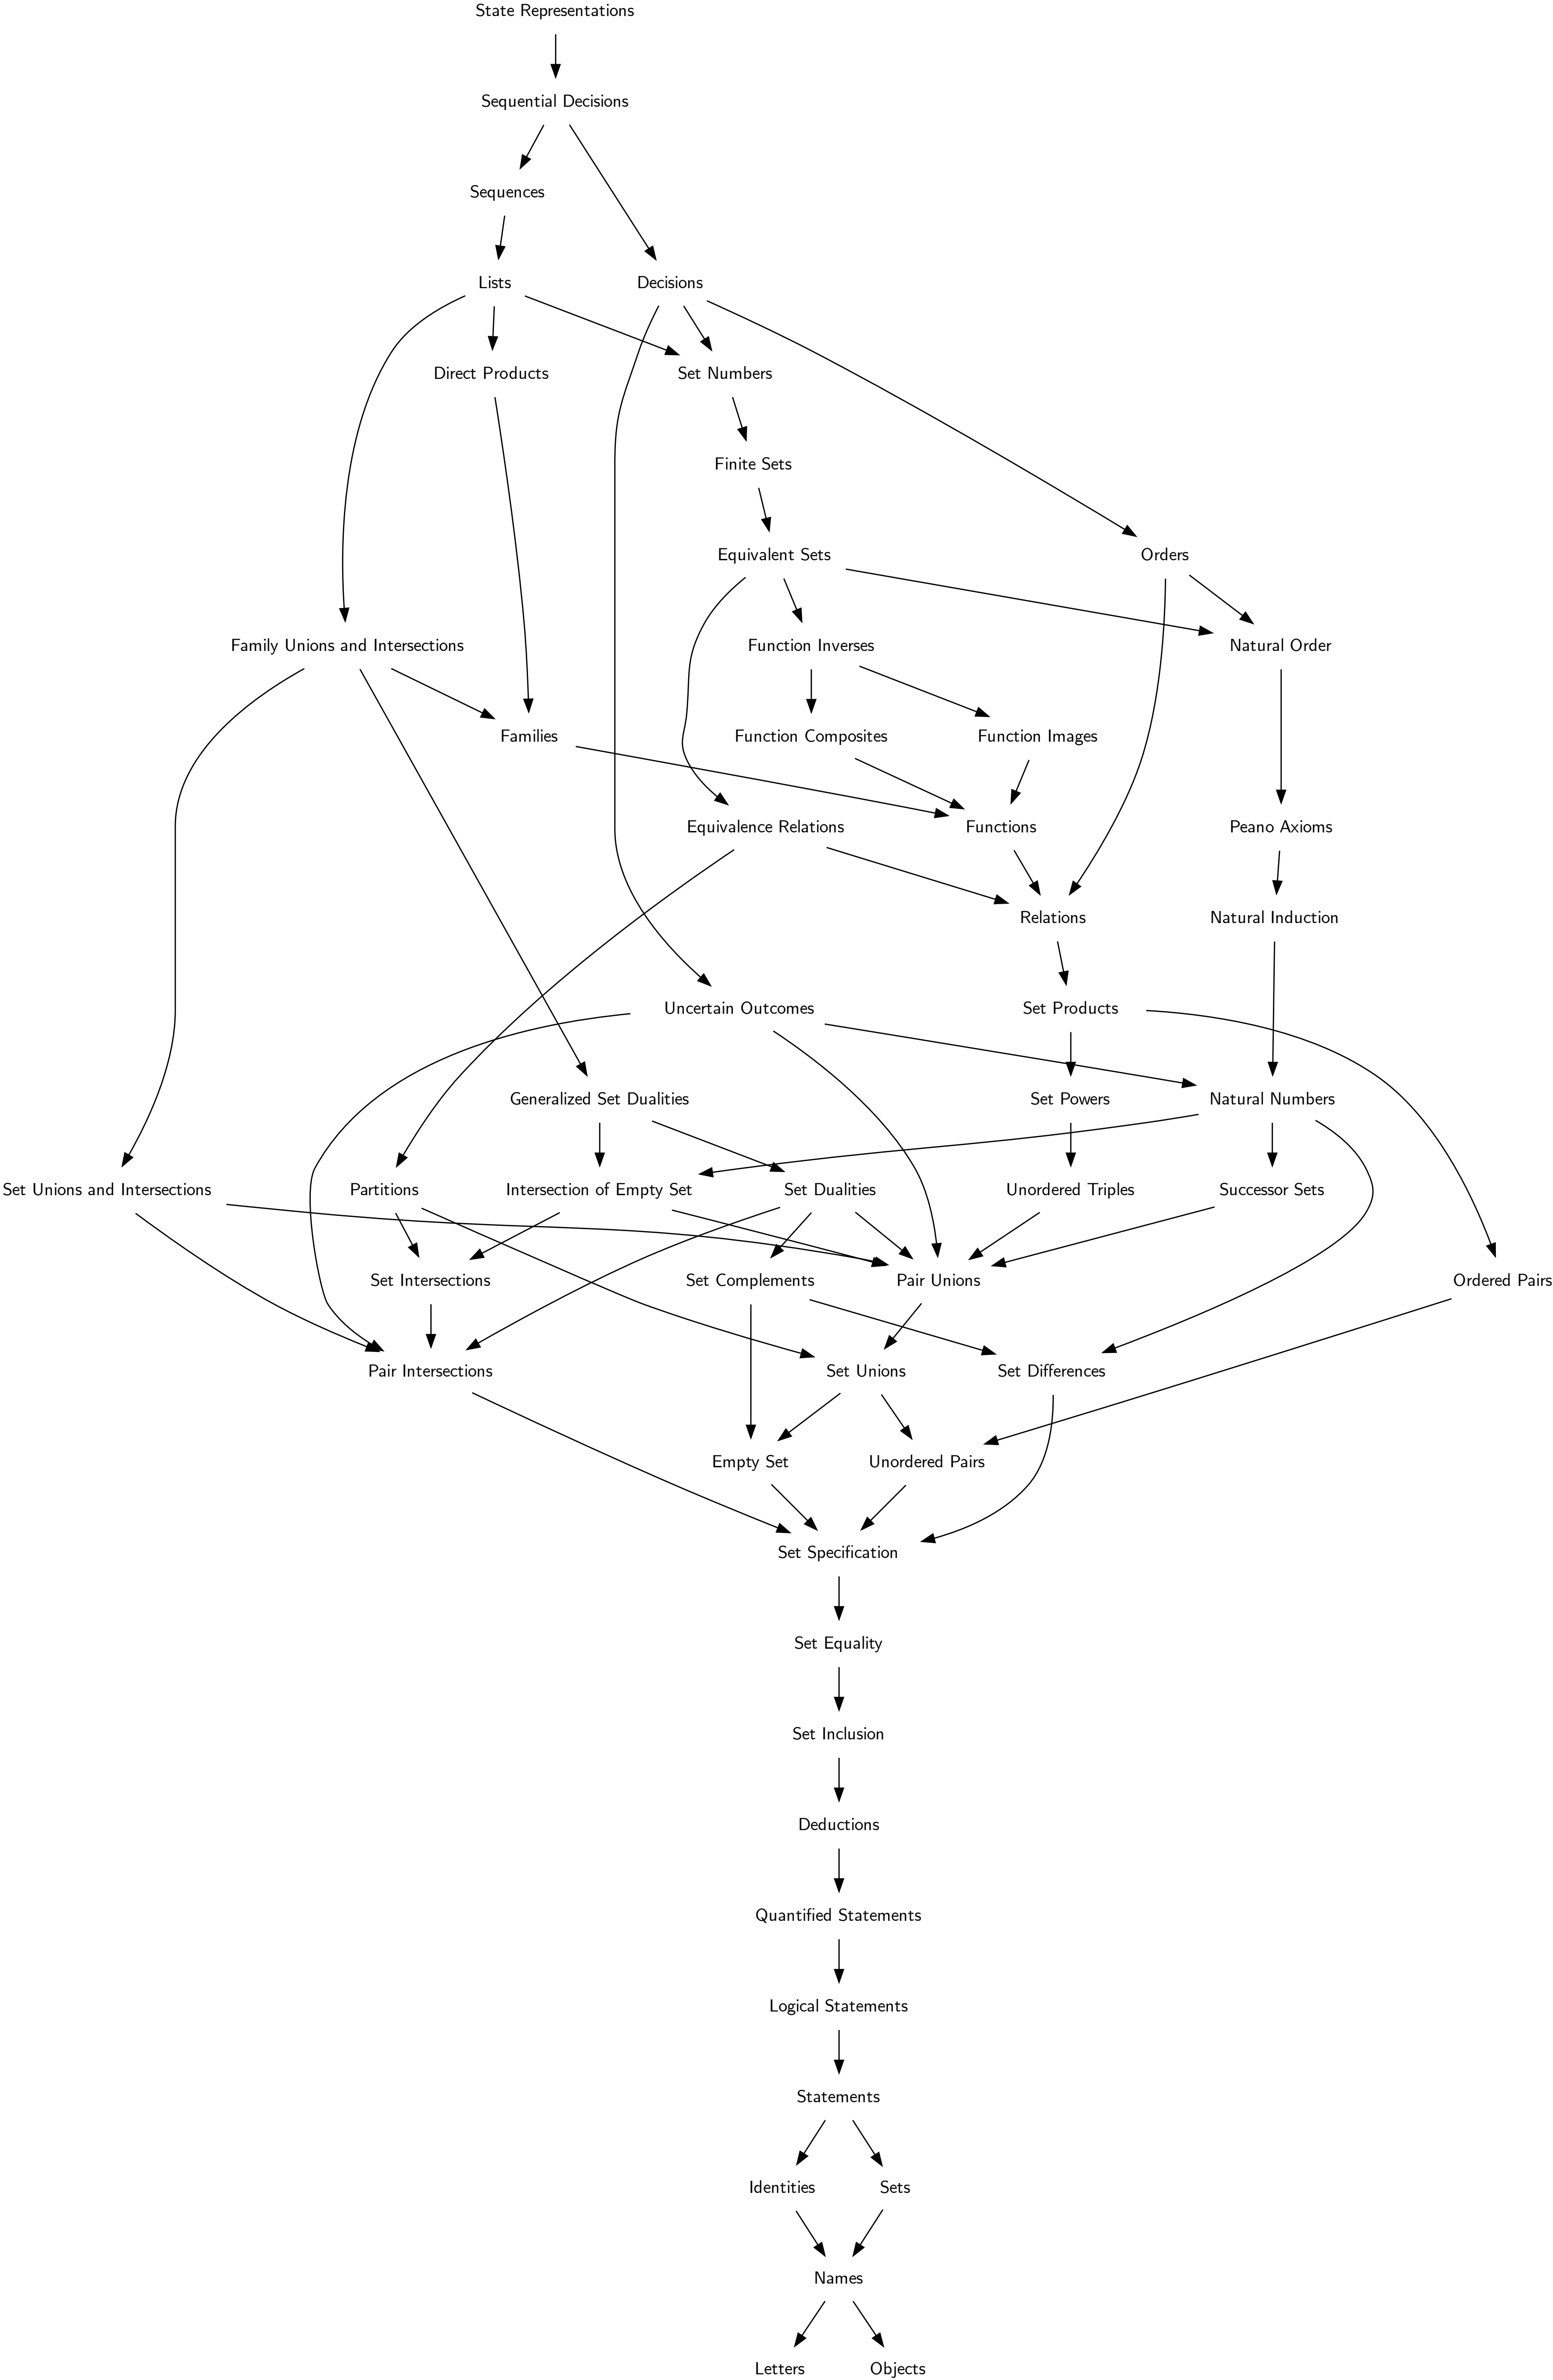 State Representations
Sequential Decisions
Sequences
Lists
Decisions
Direct Products
Set Numbers
Finite Sets
Equivalent Sets
Orders
Family Unions and Intersections
Function Inverses
Natural Order
Families
Function Composites
Function Images
Equivalence Relations
Functions
Peano Axioms
Relations
Natural Induction
Uncertain Outcomes
Set Products
Generalized Set Dualities
Set Powers
Natural Numbers
Set Unions and Intersections
Partitions
Intersection of Empty Set
Set Dualities
Unordered Triples
Successor Sets
Set Intersections
Set Complements
Pair Unions
Ordered Pairs
Pair Intersections
Set Unions
Set Differences
Empty Set
Unordered Pairs
Set Specification
Set Equality
Set Inclusion
Deductions
Quantified Statements
Logical Statements
Statements
Identities
Sets
Names
Letters
Objects